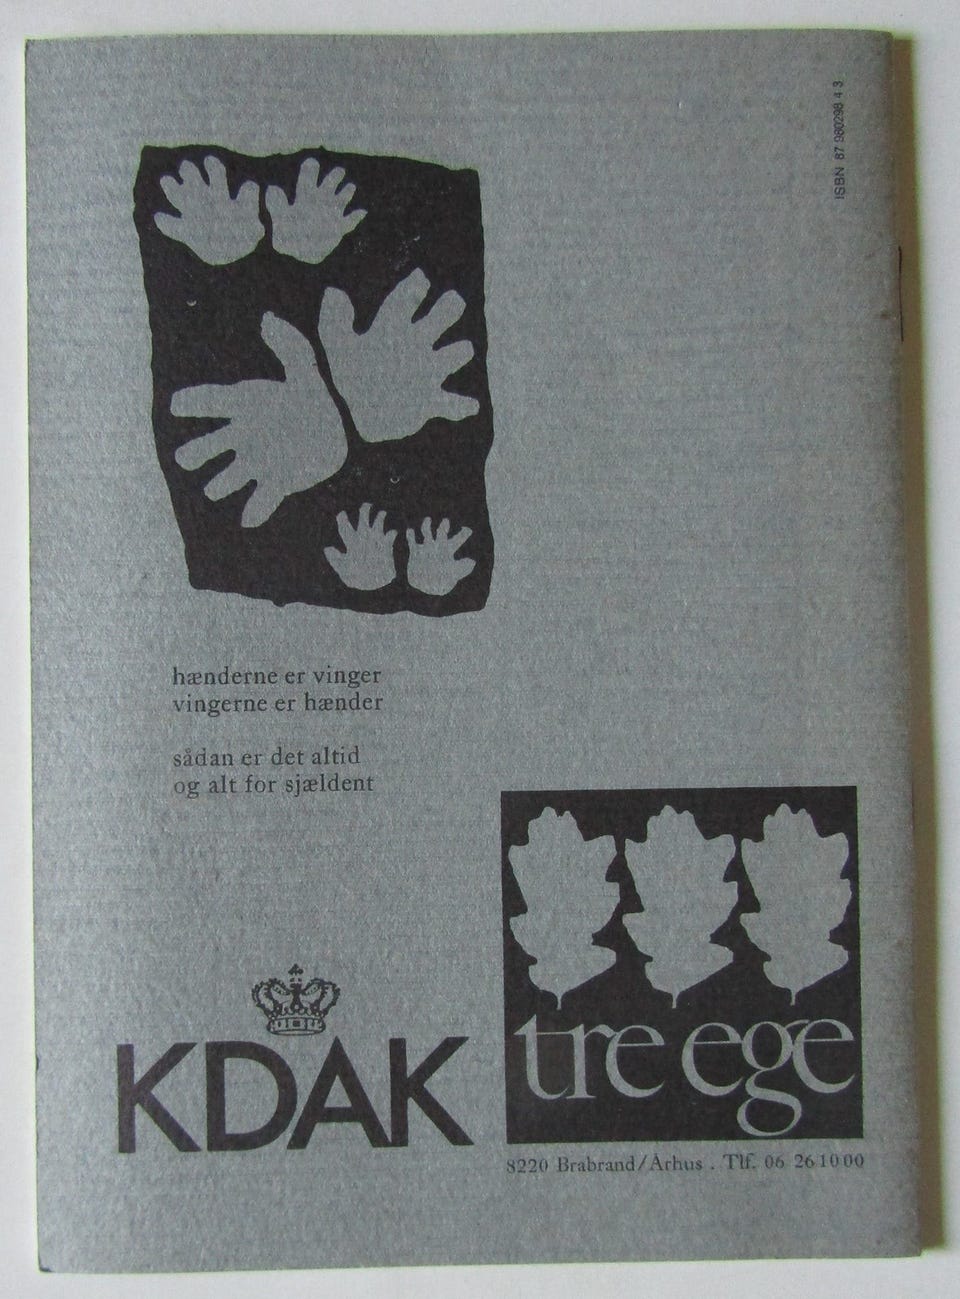 ISBN 87 980298 4 3
hænderne er vinger
vingerne er hænder
sådan er det altid
og alt for sjældent
KDAK
tre ege
8220 Brabrand/Århus . Tlf. 06 26 10 00